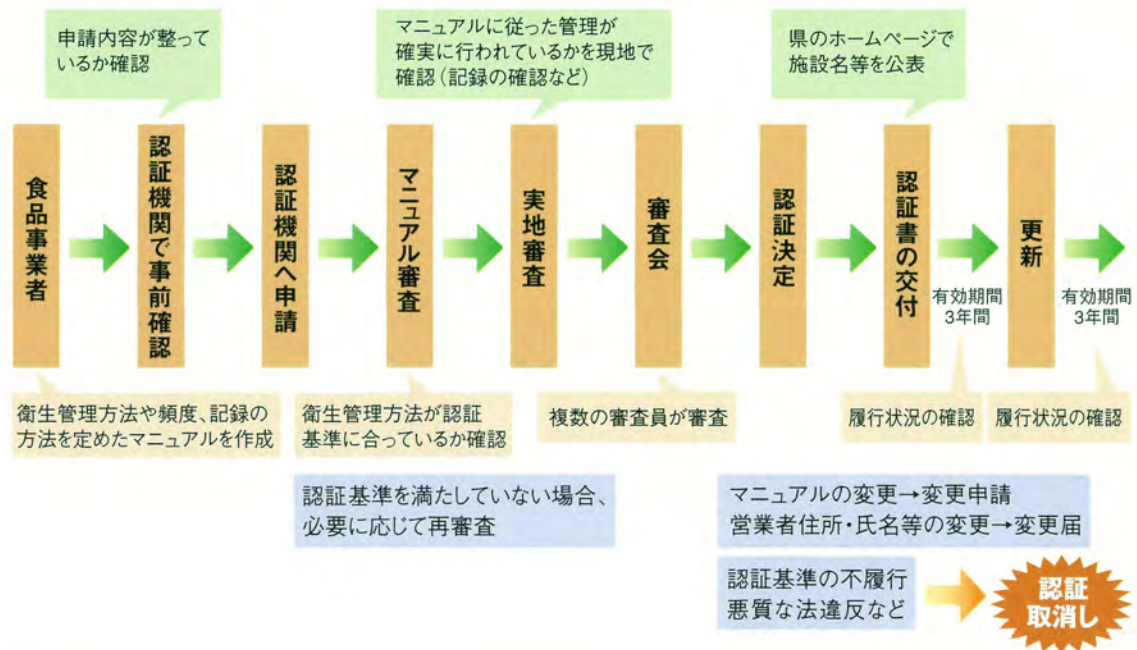 申請内容が整って
いるか確認
マニュアルに従った管理が
確実に行われているかを現地で
確認（記録の確認など）
県のホームページで
施設名等を公表
食品事業者
認証機関で事前確認
認証機関へ申請
マニュアル審査
実地審査
審査会
認証決定
認証書の交付
有効期間
3年間
更新
有効期間
3年間
衛生管理方法や頻度、記録の
方法を定めたマニュアルを作成
衛生管理方法が認証
基準に合っているか確認
複数の審査員が審査
履行状況の確認
履行状況の確認
認証基準を満たしていない場合、
必要に応じて再審査
マニュアルの変更→変更申請
営業者住所・氏名等の変更→変更届
認証基準の不履行
悪質な法違反など
認証
取消し